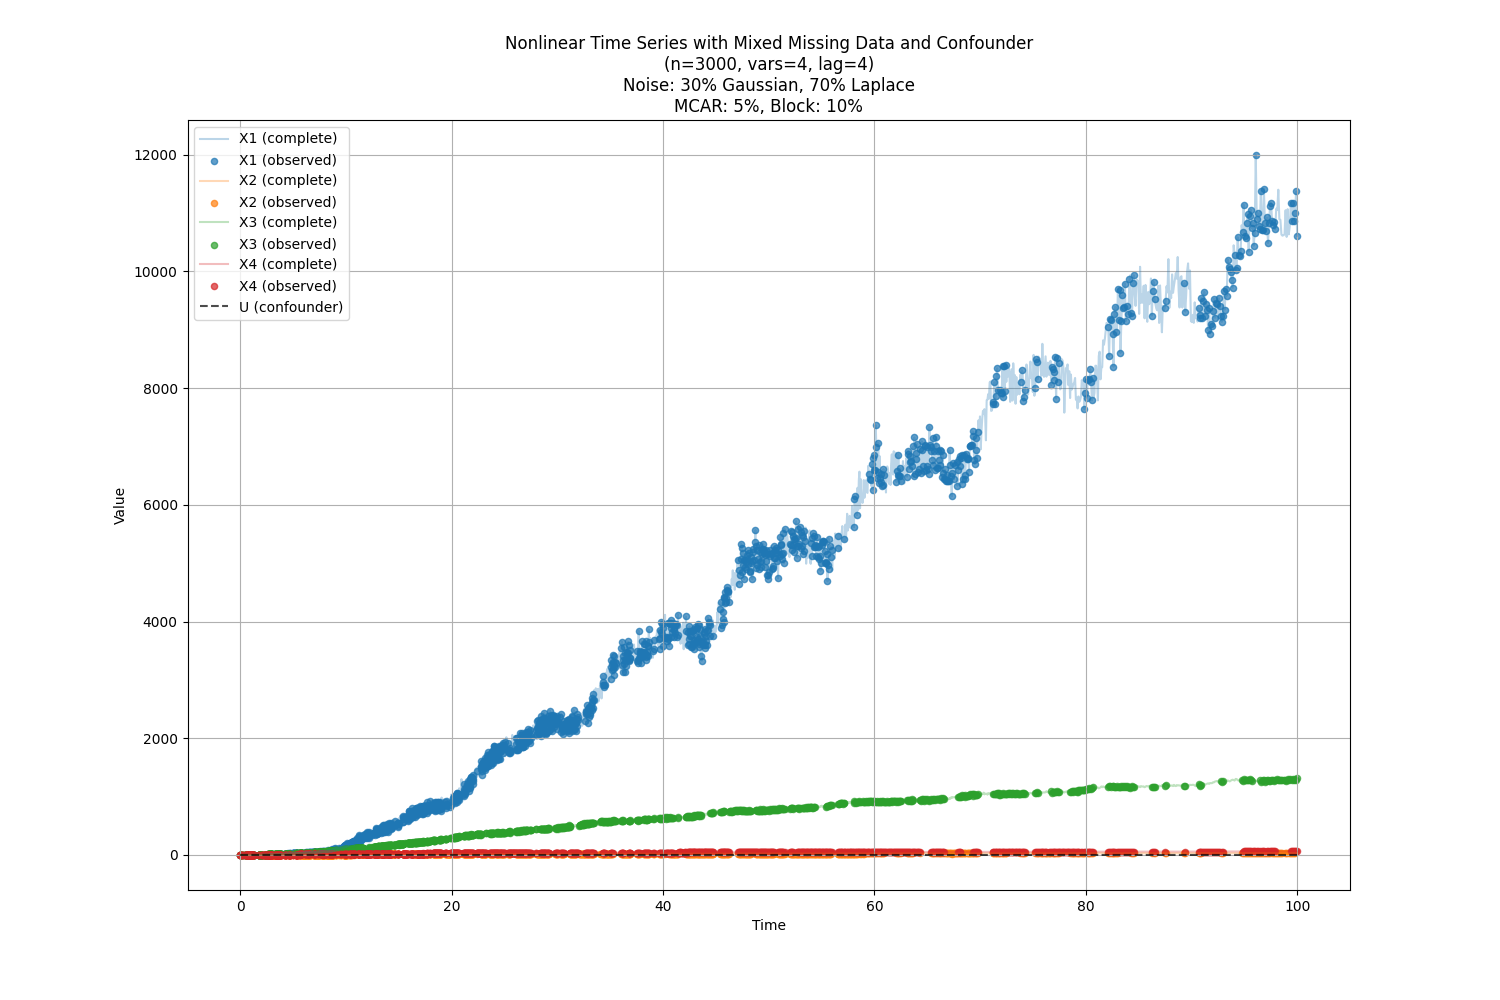 Nonlinear Time Series with Mixed Missing Data and Confounder
(n=3000, vars=4, lag=4)
Noise: 30% Gaussian, 70% Laplace
MCAR: 5%, Block: 10%
X1 (complete)
X1 (observed)
X2 (complete)
X2 (observed)
X3 (complete)
X3 (observed)
X4 (complete)
X4 (observed)
U (confounder)
12000
10000
8000
6000
4000
2000
0
Value
0 20 40 60 80 100
Time